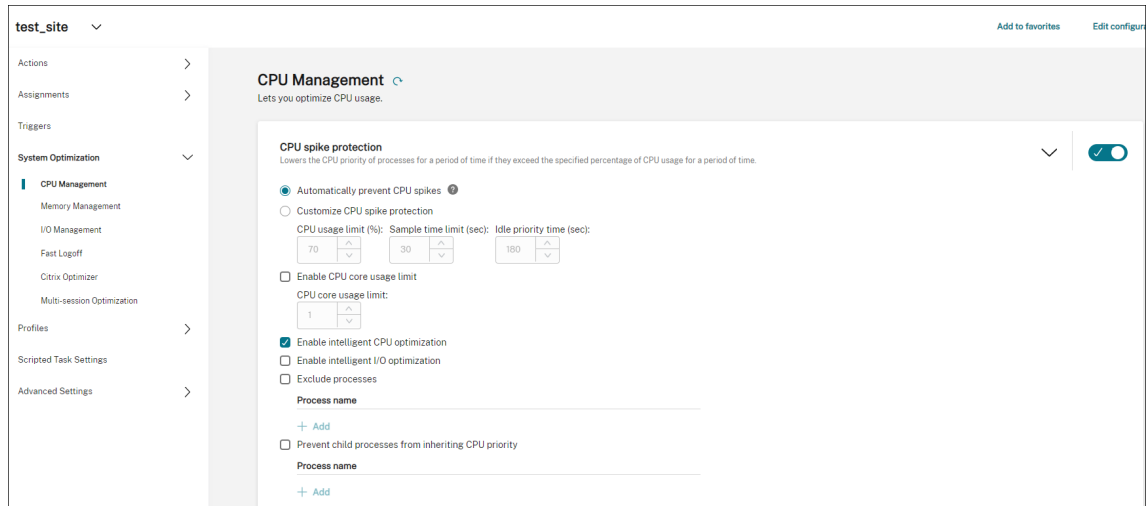 test_site
Add to favorites
Actions
Assignments
Triggers
System Optimization
CPU Management
Memory Management
I/O Management
Fast Logoff
Citrix Optimizer
Multi-session Optimization
Profiles
Scripted Task Settings
Advanced Settings
CPU Management
Lets you optimize CPU usage.
CPU spike protection
Lowers the CPU priority of processes for a period of time if they exceed the specified percentage of CPU usage for a period of time.
Automatically prevent CPU spikes ?
Customize CPU spike protection
CPU usage limit (%): Sample time limit (sec): Idle priority time (sec):
70 30 180
Enable CPU core usage limit
CPU core usage limit:
1
Enable intelligent CPU optimization
Enable intelligent I/O optimization
Exclude processes
Process name
+ Add
Prevent child processes from inheriting CPU priority
Process name
+ Add
Edit configura